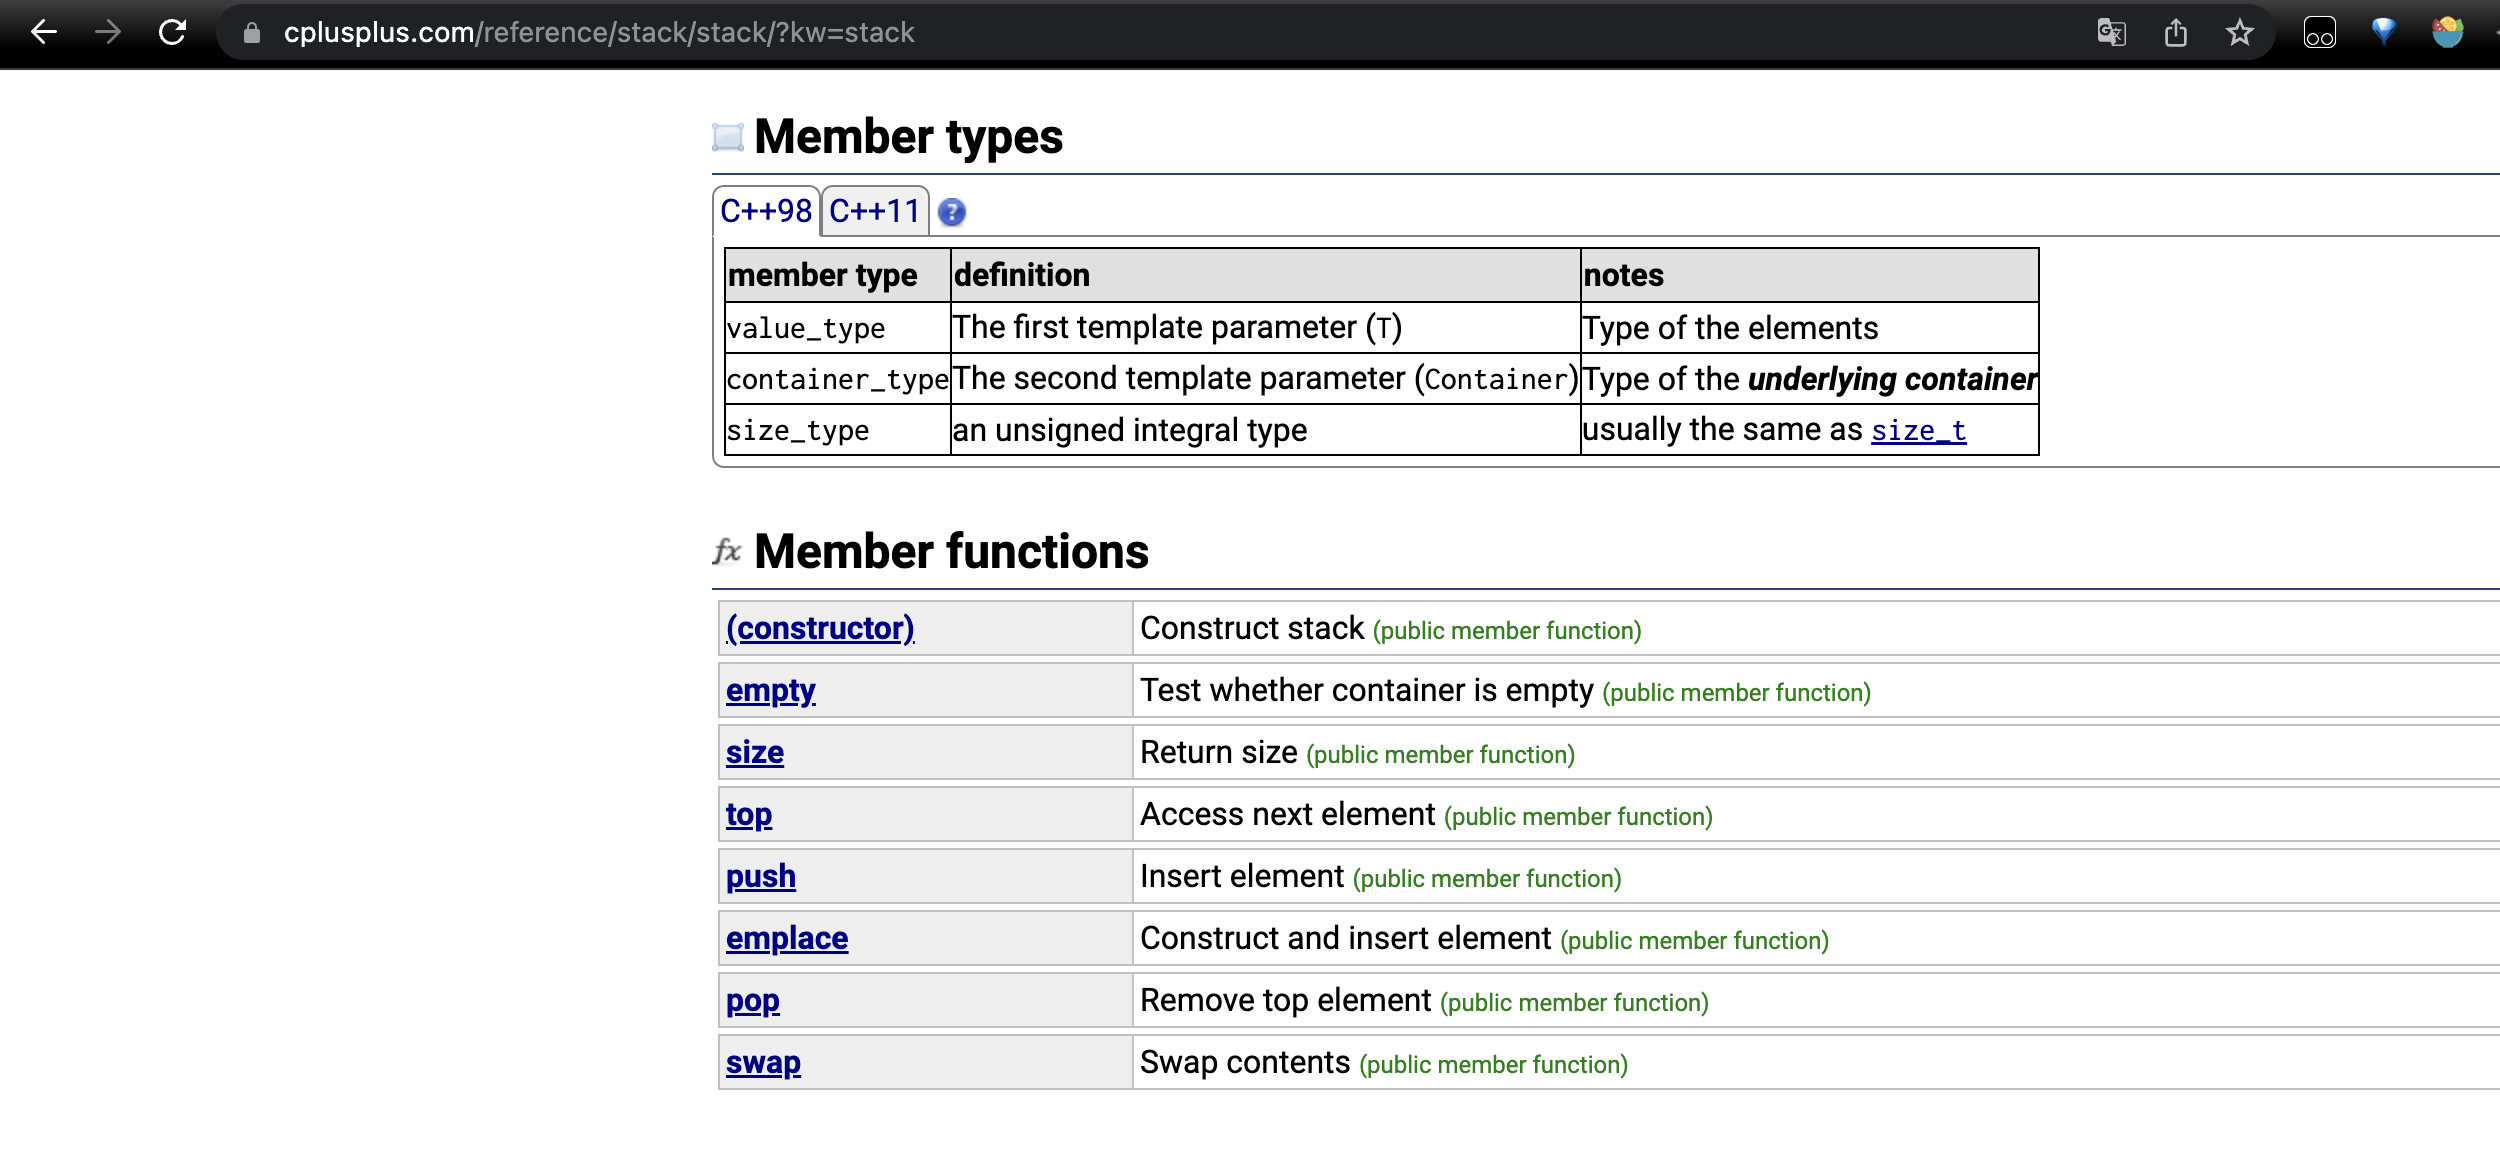 cplusplus.com/reference/stack/stack/?kw=stack
Member types
C++98 C++11 ?
member type definition notes
value_type The first template parameter (T) Type of the elements
container_type The second template parameter (Container) Type of the underlying container
size_type an unsigned integral type usually the same as size_t
fx Member functions
(constructor) Construct stack (public member function)
empty Test whether container is empty (public member function)
size Return size (public member function)
top Access next element (public member function)
push Insert element (public member function)
emplace Construct and insert element (public member function)
pop Remove top element (public member function)
swap Swap contents (public member function)